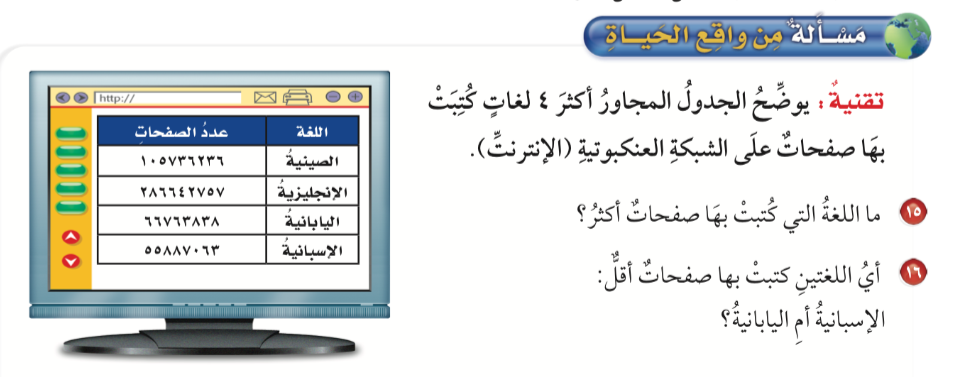 مَسْأَلةٌ مِن واقِعِ الحَيـاةِ
تقنيةٌ : يوضِّحُ الجدولُ المجاورُ أكثرَ ٤ لغاتٍ كُتِبَتْ
بهَا صفحاتٌ علَى الشبكةِ العنكبوتيةِ (الإنترنتِّ).
١٥ ما اللغةُ التي كُتبتْ بهَا صفحاتٌ أكثرُ؟
١٦ أيُ اللغتينِ كتبتْ بها صفحاتٌ أقلُّ:
الإسبانيةُ أمِ اليابانيةُ؟
http://
اللغة عددُ الصفحاتِ
الصينيةُ ١٠٥٧٣٦٢٣٦
الإنجليزيةُ ٢٨٦٦٤٢٧٥٧
اليابانيةُ ٦٦٧٦٣٨٣٨
الإسبانيةُ ٥٥٨٨٧٠٦٣